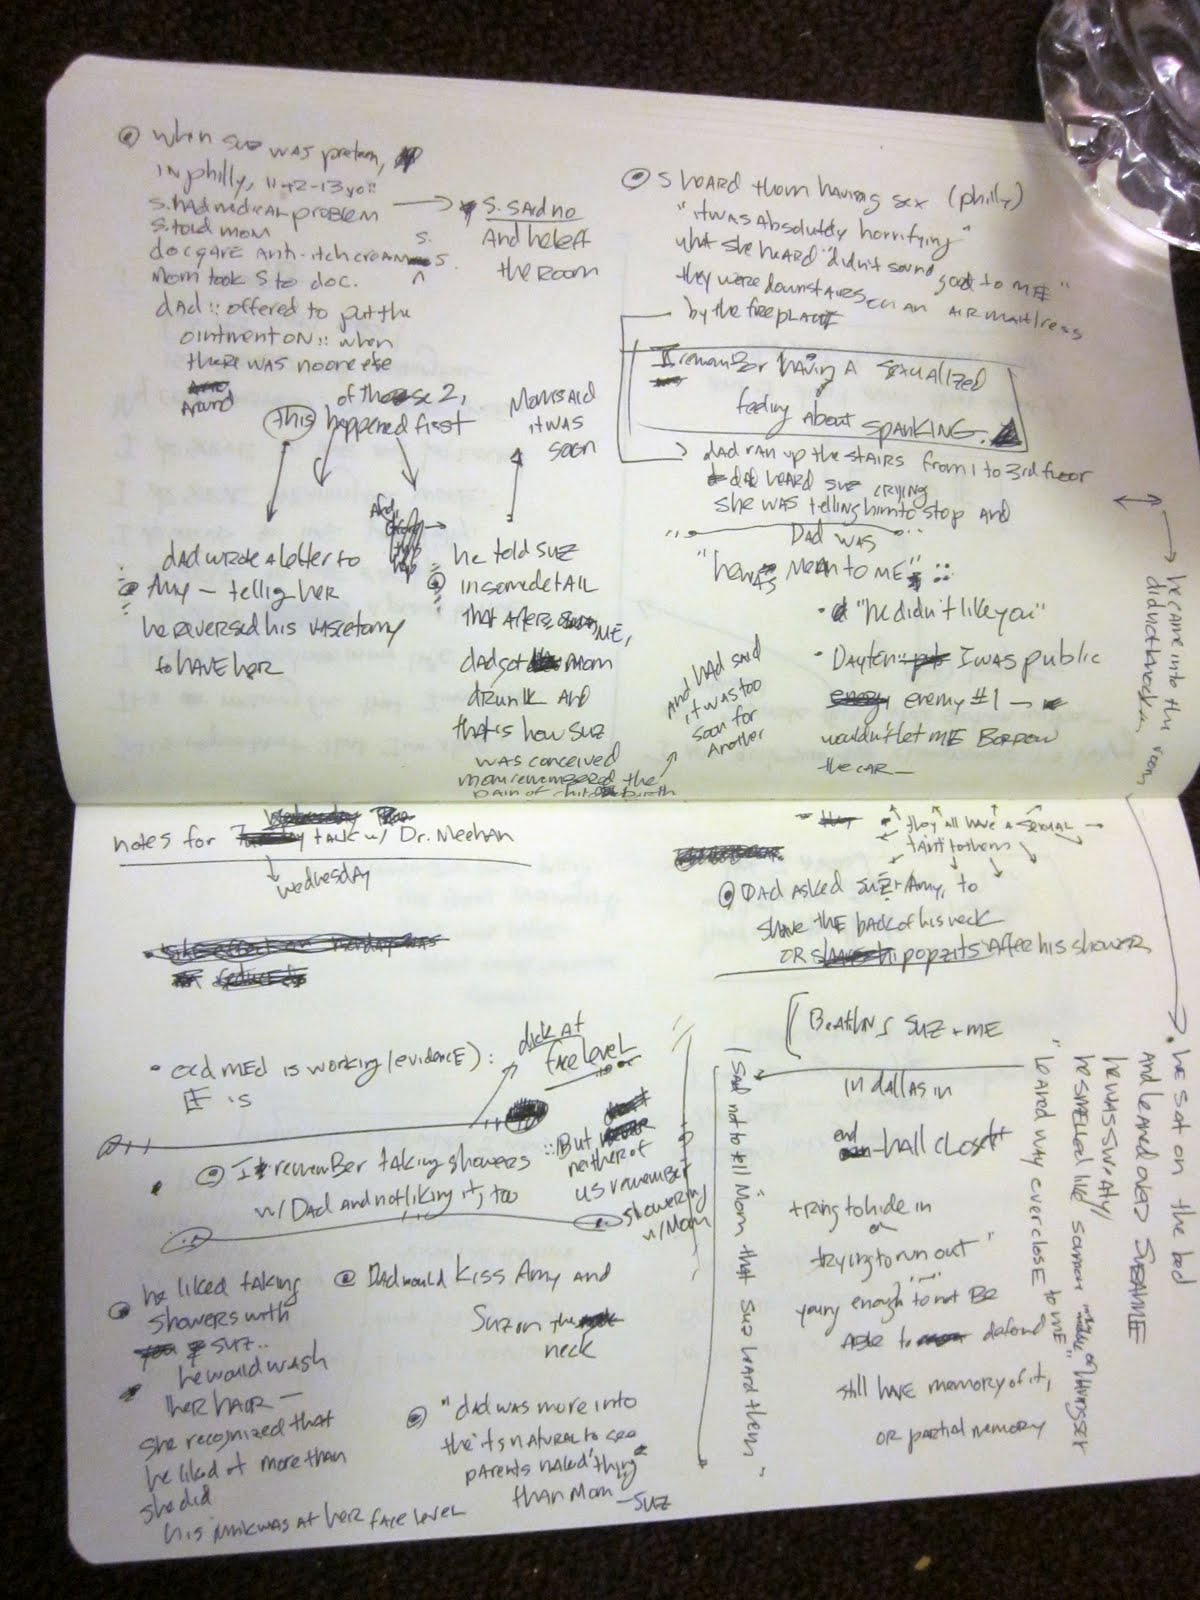 when suz was preteen,
in philly, "12-13 yo"
s. had medical problem
s. told mom
doc gave anti-itch cream s.
mom took S to doc.
dad :: offered to put the
ointment on :: when
there was no one else
around
→ s. said no
and he left
the room
of these 2,
this happened first
Mom said
it was
soon
dad wrote a letter to
Amy – tellig her
he reversed his vasectomy
to have her
he told suz
in some detail
that after ME,
dad got mom
drunk and
that's how suz
was conceived
mom remembered the
pain of child birth
and had said
it was too
soon for
another
S heard them having sex (philly)
"it was absolutely horrifying"
what she heard "didn't sound good to ME"
they were downstairs on an air mattress
by the fireplace
I remember having a sexualized
feeling about spanking.
dad ran up the stairs from 1 to 3rd floor
dad heard suz crying
she was telling him to stop and
Dad was
"he was mean to ME"
"he didn't like you"
Dayten :: I was public
enemy #1 –
wouldn't let me borrow
the car –
he came into the room,
did not knock
notes for talk w/ Dr. Meehan
wednesday
they all have a sexual
taint to them
Dad asked suz + Amy, to
shave the back of his neck
or pop zits after his shower
Beating suz + me
in dallas in
end-hall closet
tring to hide in
or
trying to run out"
young enough to not be
able to defend
still have memory of it,
or partial memory
he sat on the bed
and leaned over Suzanne
he was sweaty/
he smelled like
"leaned way over close to me"
"I said not to tell Mom that suz heard them"
• ocd med is working (evidence):
is
dick at
face level
I remember taking showers
w/ Dad and not liking it, too
:: But
neither of
us remember
showering
w/ Mom
he liked taking
showers with
suz..
he would wash
her hair –
she recognized that
he liked it more than
she did
his was at her face level
Dad would kiss Amy and
Suz on the
neck
"dad was more into
the 'its natural to see
parents naked' thing
than mom"
– suz